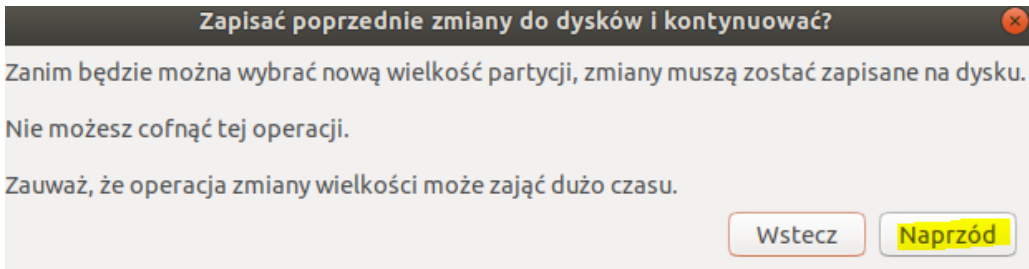 Zapisać poprzednie zmiany do dysków i kontynuować?
Zanim będzie można wybrać nową wielkość partycji, zmiany muszą zostać zapisane na dysku.
Nie możesz cofnąć tej operacji.
Zauważ, że operacja zmiany wielkości może zająć dużo czasu.
Wstecz Naprzód